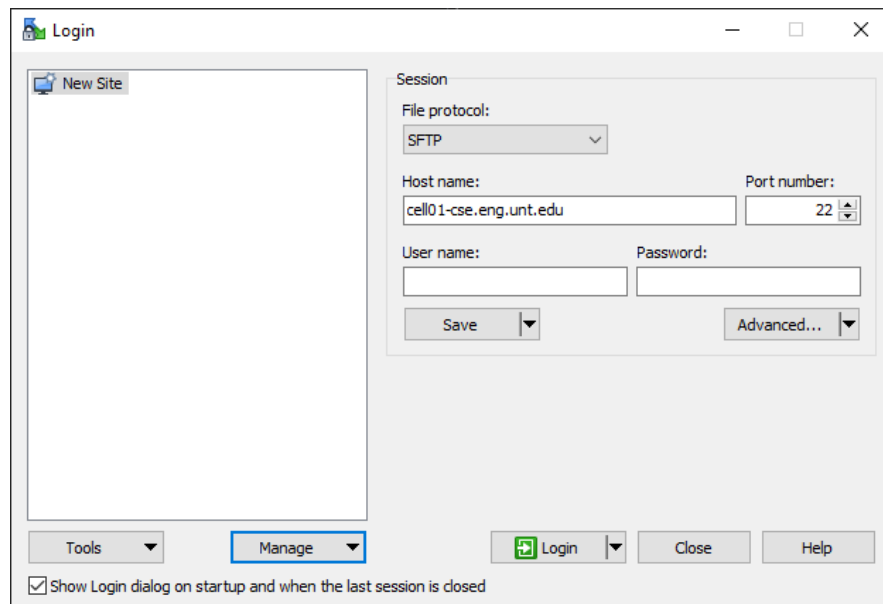 Login
New Site
Session
File protocol:
SFTP
Host name:
Port number:
cell01-cse.eng.unt.edu
22
User name:
Password:
Save
Advanced...
Tools
Manage
Login
Close
Help
Show Login dialog on startup and when the last session is closed